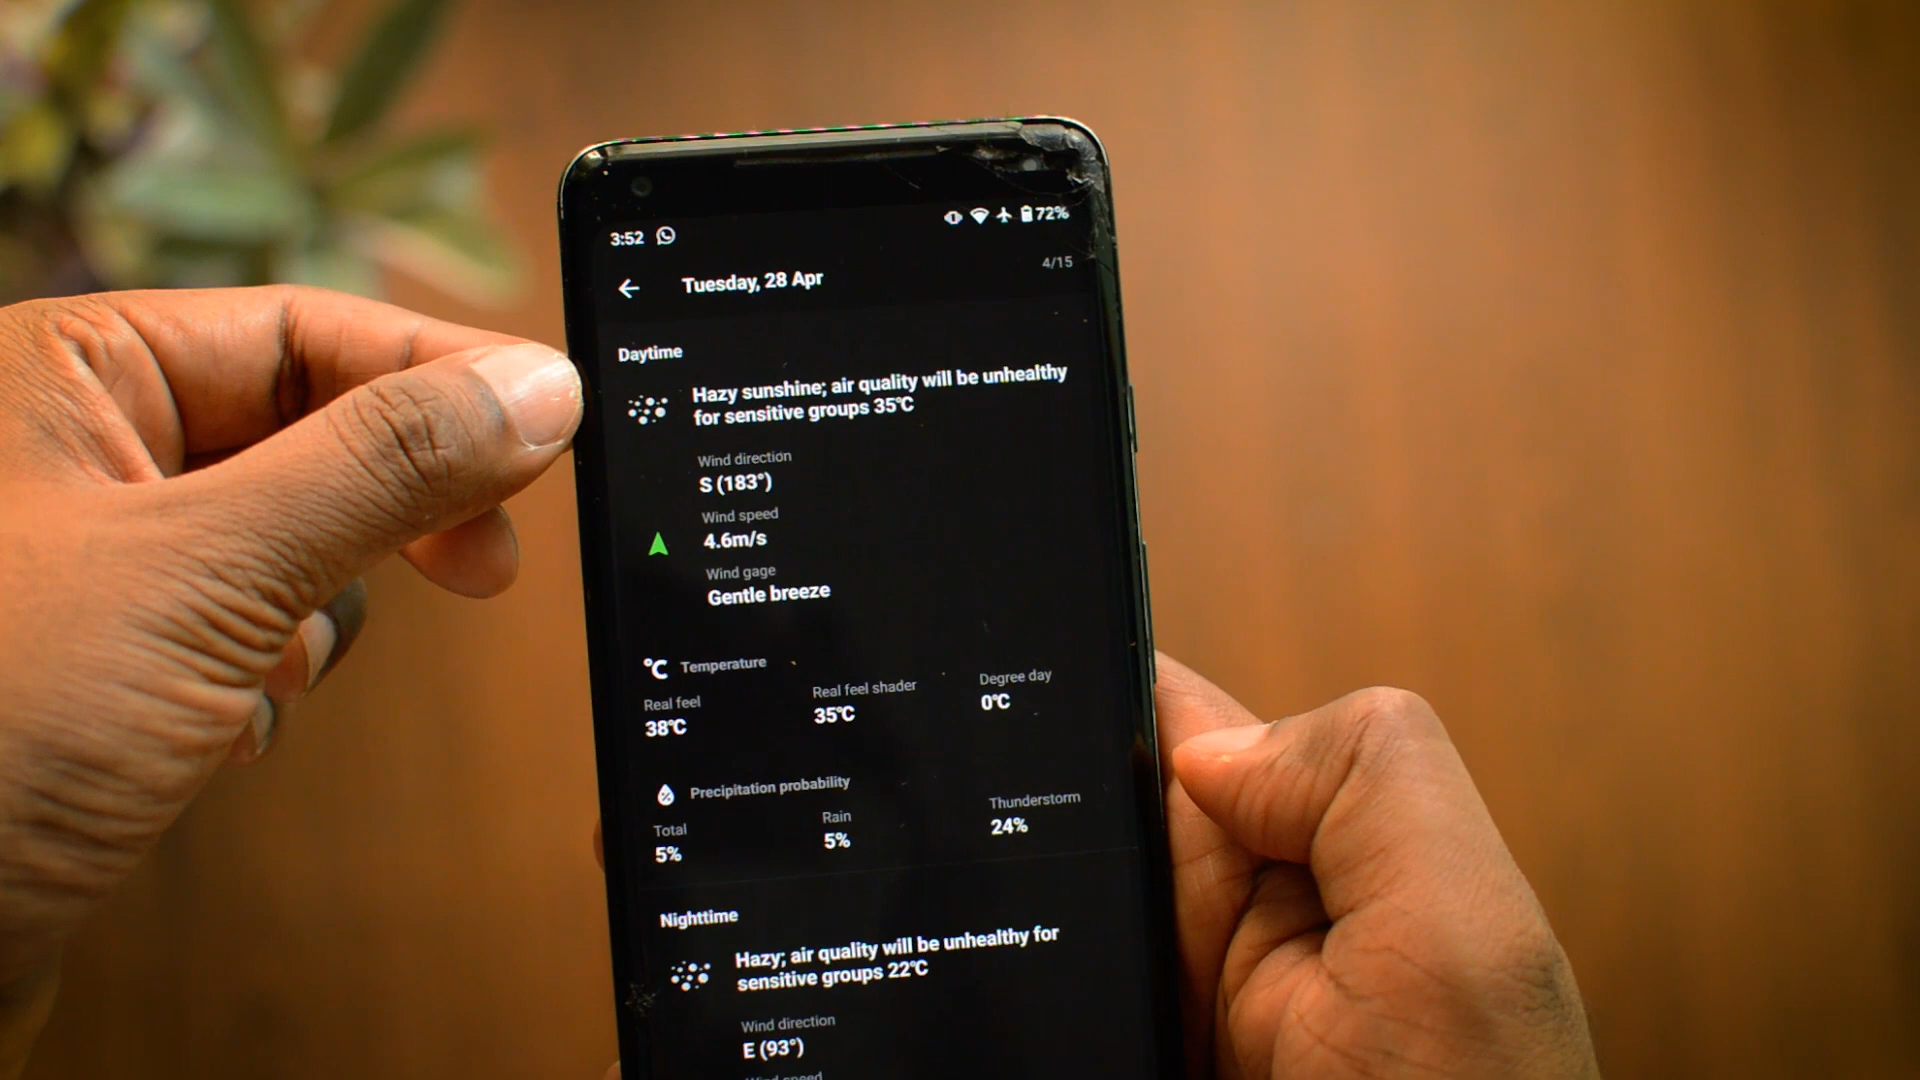 3:52 72%
4/15
Tuesday, 28 Apr
Daytime
Hazy sunshine; air quality will be unhealthy
for sensitive groups 35°C
Wind direction
S (183°)
Wind speed
4.6m/s
Wind gage
Gentle breeze
°C Temperature
Real feel Real feel shader Degree day
38°C 35°C 0°C
Precipitation probability
Total Rain Thunderstorm
5% 5% 24%
Nighttime
Hazy; air quality will be unhealthy for
sensitive groups 22°C
Wind direction
E (93°)
Wind speed